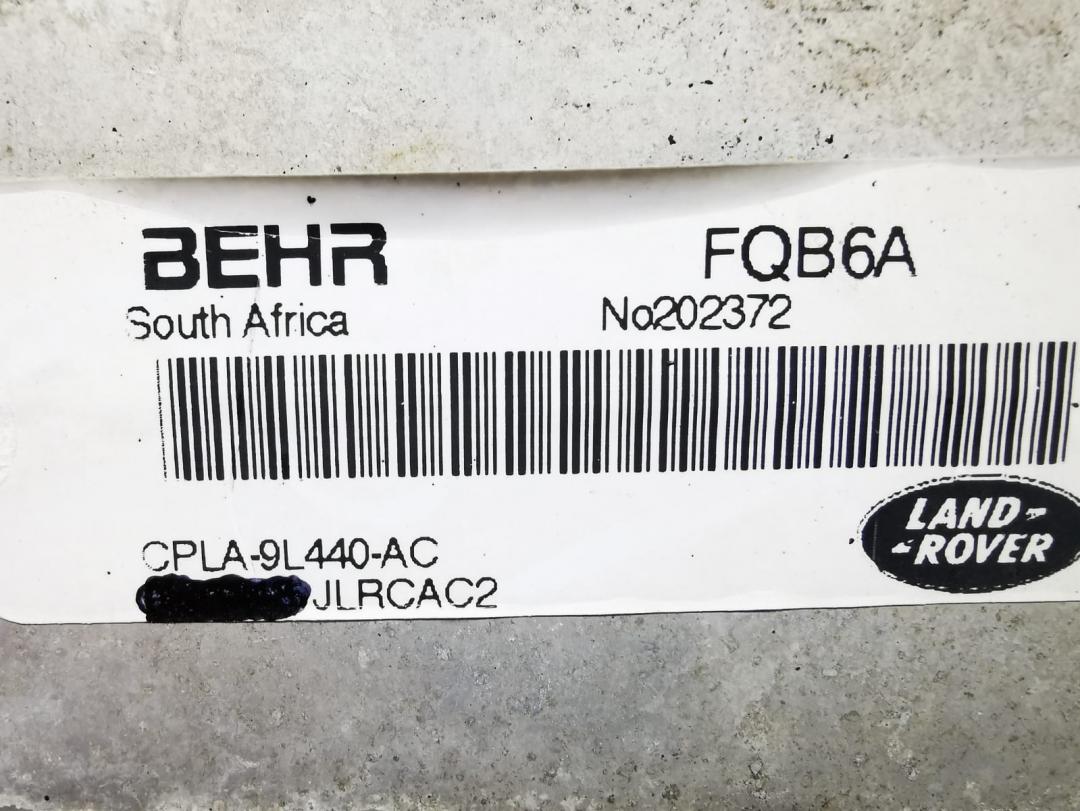 BEHR
FQB6A
South Africa
No202372
CPLA-9L440-AC
JLRCAC2
LAND-
-ROVER